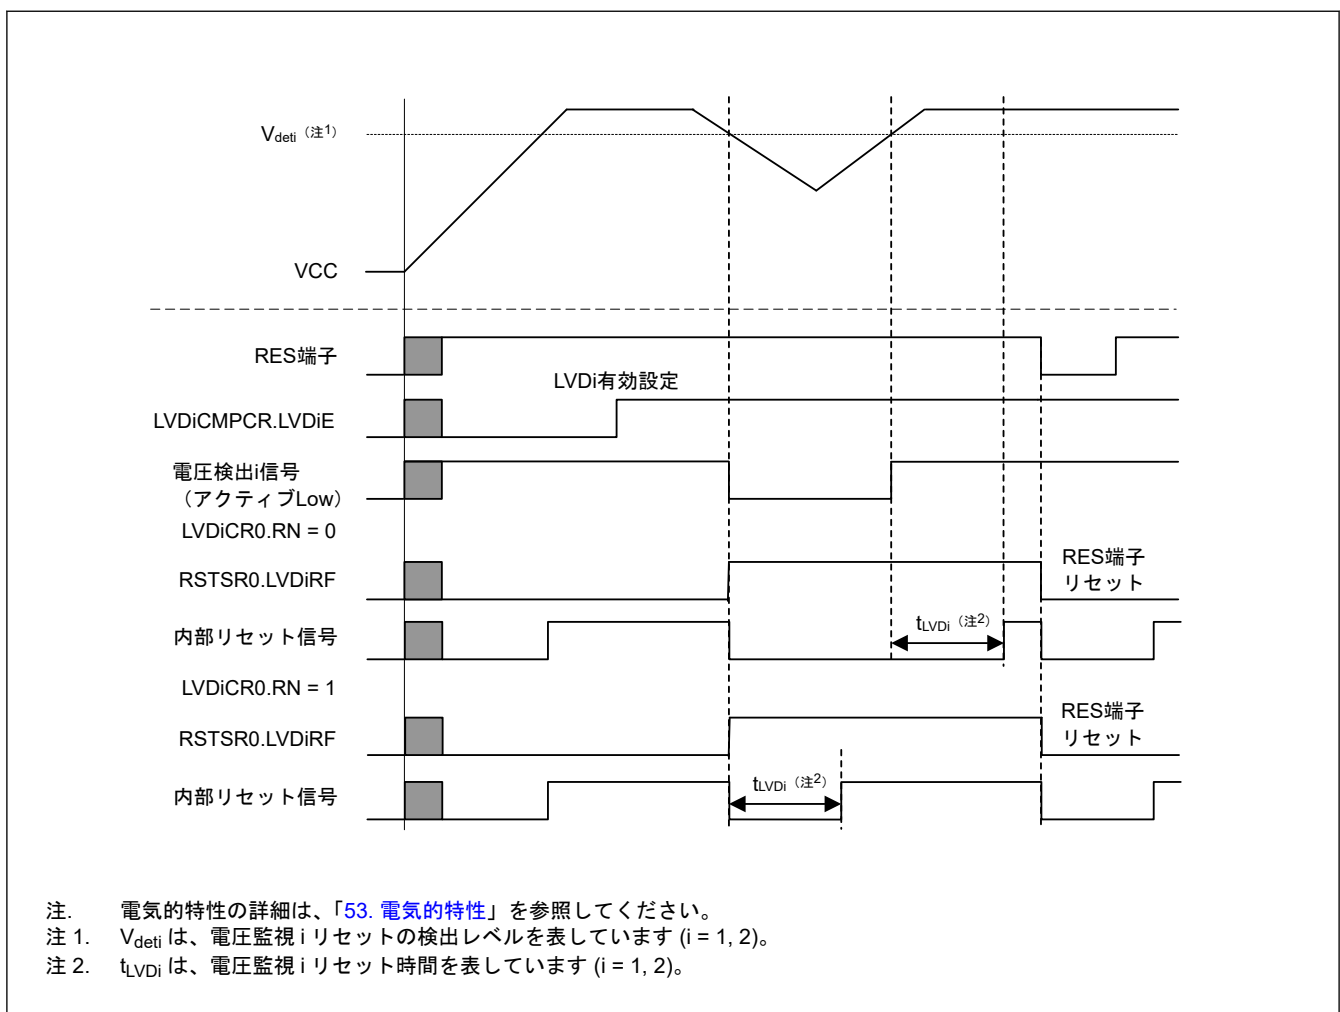 Vdeti（注1）
VCC
RES端子
LVDi有効設定
LVDiCMPCR.LVDiE
電圧検出i信号
（アクティブLow）
LVDiCR0.RN = 0
RSTSR0.LVDiRF
RES端子
リセット
内部リセット信号
tLVDi（注2）
LVDiCR0.RN = 1
RSTSR0.LVDiRF
RES端子
リセット
内部リセット信号
tLVDi（注2）
注. 電気的特性の詳細は、「53. 電気的特性」を参照してください。
注 1. Vdeti は、電圧監視 i リセットの検出レベルを表しています (i = 1, 2)。
注 2. tLVDi は、電圧監視 i リセット時間を表しています (i = 1, 2)。